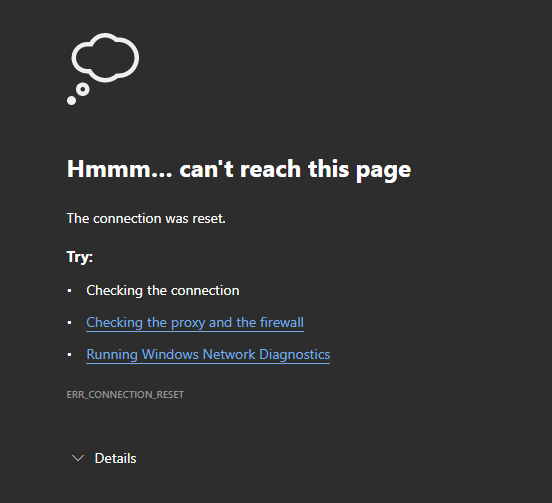 Hmmm... can't reach this page
The connection was reset.
Try:
• Checking the connection
• Checking the proxy and the firewall
• Running Windows Network Diagnostics
ERR_CONNECTION_RESET
Details